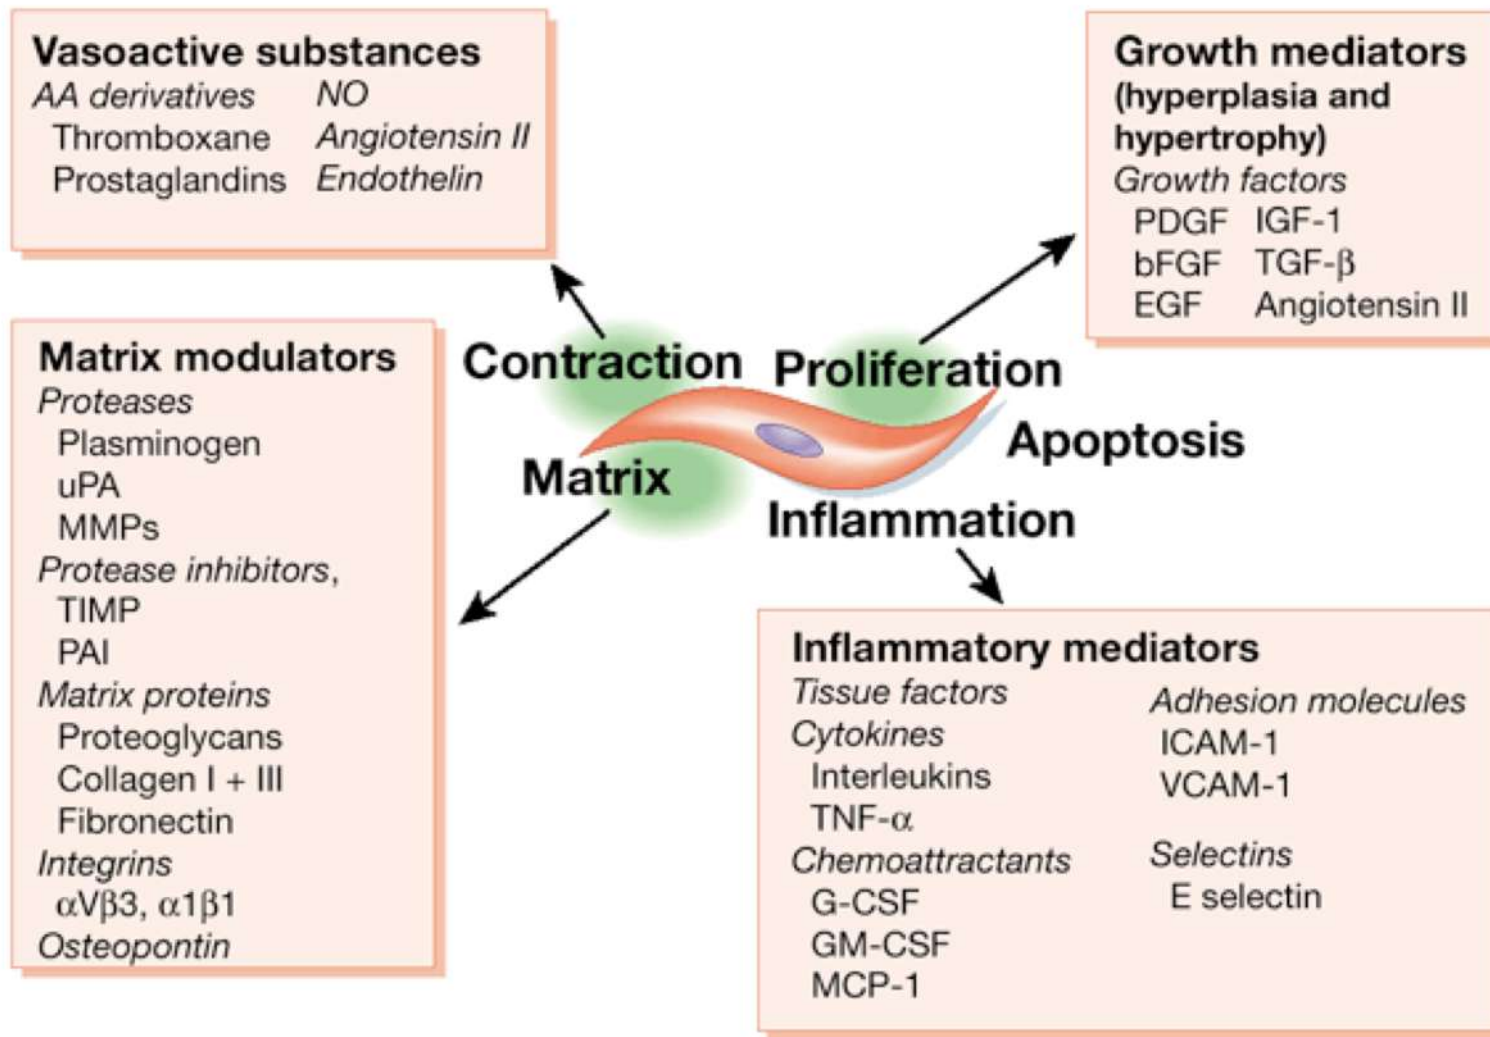 Vasoactive substances
AA derivatives NO
Thromboxane Angiotensin II
Prostaglandins Endothelin
Growth mediators
(hyperplasia and
hypertrophy)
Growth factors
PDGF IGF-1
bFGF TGF-β
EGF Angiotensin II
Contraction
Proliferation
Apoptosis
Matrix
Inflammation
Matrix modulators
Proteases
Plasminogen
uPA
MMPs
Protease inhibitors,
TIMP
PAI
Matrix proteins
Proteoglycans
Collagen I + III
Fibronectin
Integrins
αVβ3, α1β1
Osteopontin
Inflammatory mediators
Tissue factors
Cytokines
Interleukins
TNF-α
Chemoattractants
G-CSF
GM-CSF
MCP-1
Adhesion molecules
ICAM-1
VCAM-1
Selectins
E selectin